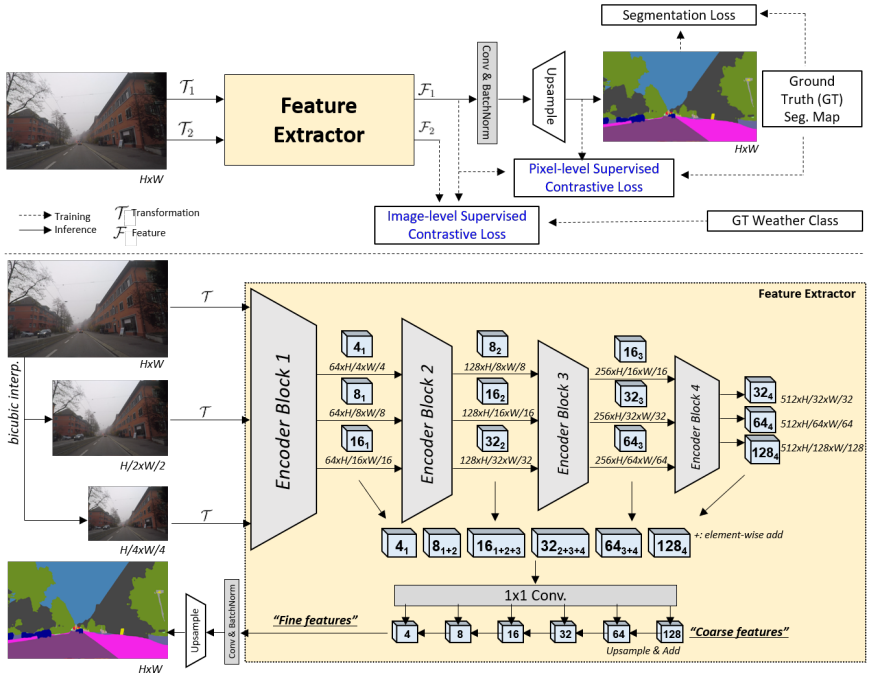 Segmentation Loss
𝒯1
𝒯2
Feature
Extractor
ℱ1
ℱ2
Conv & BatchNorm
Upsample
Ground
Truth (GT)
Seg. Map
HxW
HxW
Pixel-level Supervised
Contrastive Loss
Image-level Supervised
Contrastive Loss
GT Weather Class
Training
Inference
𝒯 Transformation
ℱ Feature
Feature Extractor
bicubic interp.
HxW
H/2xW/2
H/4xW/4
𝒯
𝒯
𝒯
Encoder Block 1
4₁
64xH/4xW/4
8₁
64xH/8xW/8
16₁
64xH/16xW/16
Encoder Block 2
8₂
128xH/8xW/8
16₂
128xH/16xW/16
32₂
128xH/32xW/32
Encoder Block 3
16₃
256xH/16xW/16
32₃
256xH/32xW/32
64₃
256xH/64xW/64
Encoder Block 4
32₄
512xH/32xW/32
64₄
512xH/64xW/64
128₄
512xH/128xW/128
4₁ 8₁₊₂ 16₁₊₂₊₃ 32₂₊₃₊₄ 64₃₊₄ 128₄
+: element-wise add
1x1 Conv.
4 8 16 32 64 128
"Fine features"
"Coarse features"
Upsample & Add
Conv & BatchNorm
Upsample
HxW